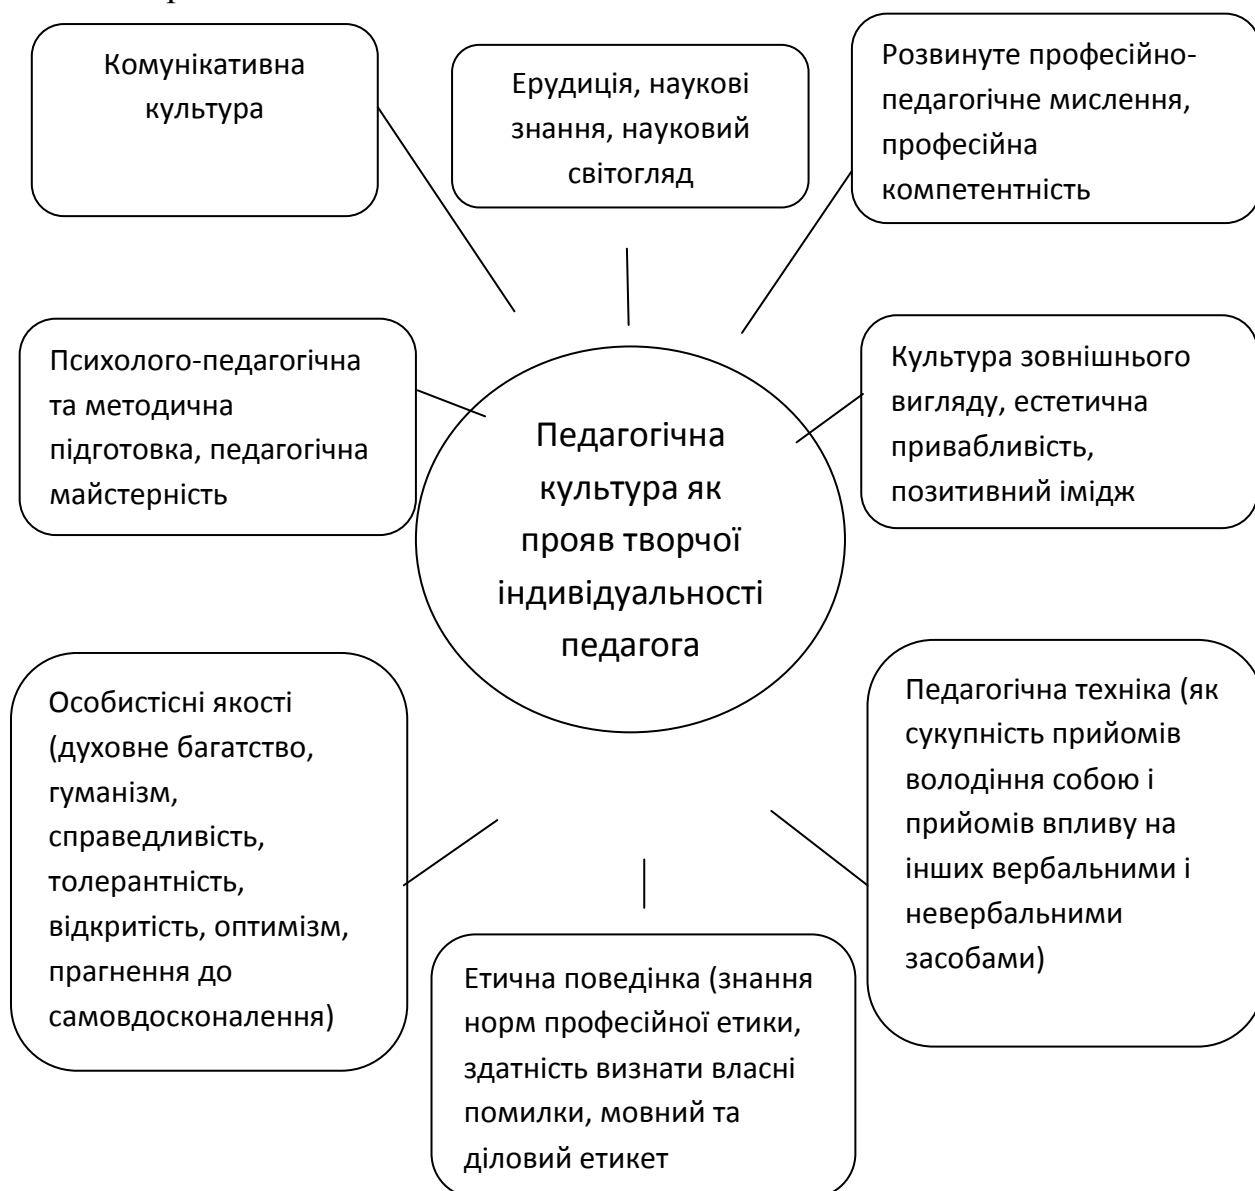 Комунікативна
культура
Ерудиція, наукові
знання, науковий
світогляд
Розвинуте професійно-
педагогічне мислення,
професійна
компетентність
Психолого-педагогічна
та методична
підготовка, педагогічна
майстерність
Педагогічна
культура як
прояв творчої
індивідуальності
педагога
Культура зовнішнього
вигляду, естетична
привабливість,
позитивний імідж
Особистісні якості
(духовне багатство,
гуманізм,
справедливість,
толерантність,
відкритість, оптимізм,
прагнення до
самовдосконалення)
Етична поведінка (знання
норм професійної етики,
здатність визнати власні
помилки, мовний та
діловий етикет
Педагогічна техніка (як
сукупність прийомів
володіння собою і
прийомів впливу на
інших вербальними і
невербальними
засобами)